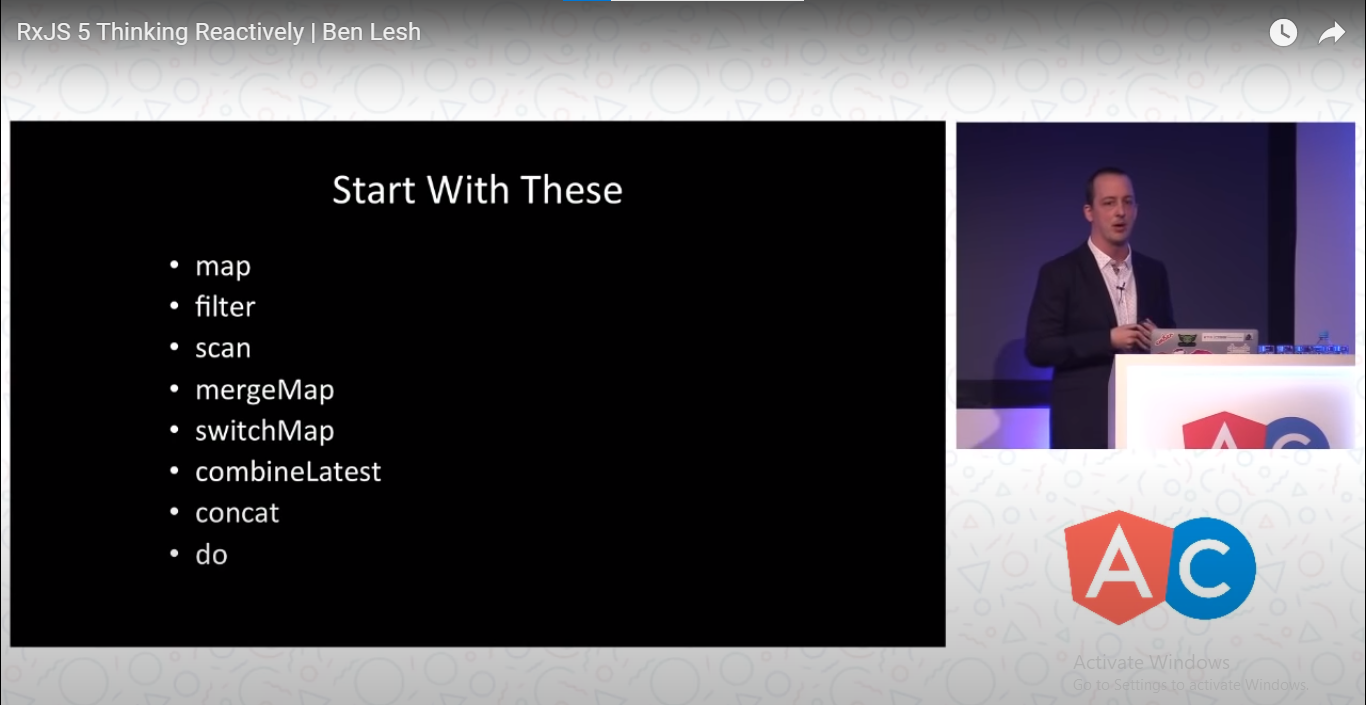 RxJS 5 Thinking Reactively | Ben Lesh
Start With These
• map
• filter
• scan
• mergeMap
• switchMap
• combineLatest
• concat
• do
A
C
A C
Activate Windows
Go to Settings to activate Windows.